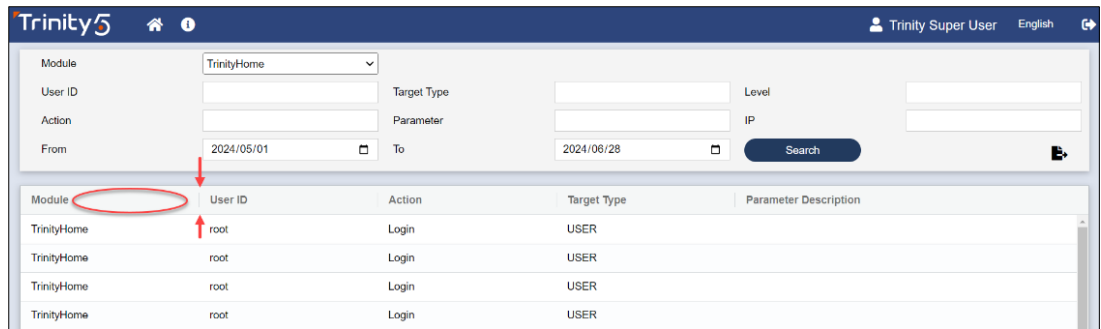 Trinity5 Trinity Super User English
Module TrinityHome
User ID Target Type Level
Action Parameter IP
From 2024/05/01 To 2024/06/28 Search
Module User ID Action Target Type Parameter Description
TrinityHome root Login USER
TrinityHome root Login USER
TrinityHome root Login USER
TrinityHome root Login USER